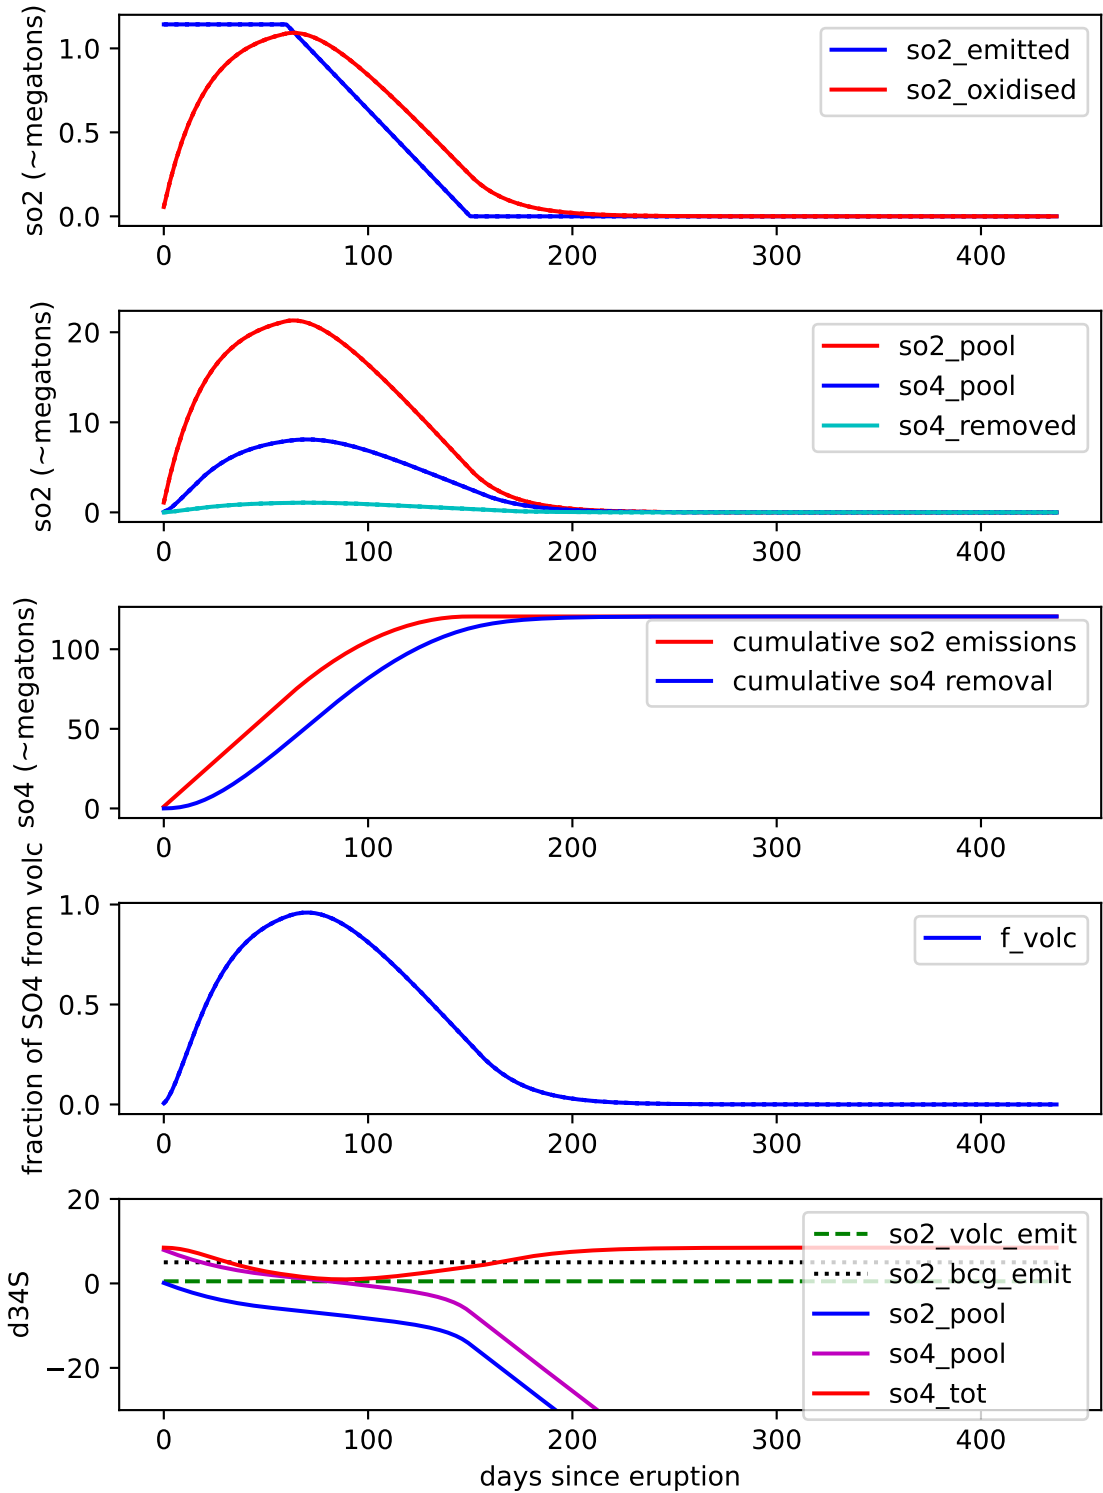 so2 (~megatons)
1.0
0.5
0.0
so2_emitted
so2_oxidised
0 100 200 300 400
so2 (~megatons)
20
10
0
so2_pool
so4_pool
so4_removed
0 100 200 300 400
so4 (~megatons)
100
50
0
cumulative so2 emissions
cumulative so4 removal
0 100 200 300 400
fraction of SO4 from volc
1.0
0.5
0.0
f_volc
0 100 200 300 400
d34S
20
0
−20
so2_volc_emit
so2_bcg_emit
so2_pool
so4_pool
so4_tot
0 100 200 300 400
days since eruption